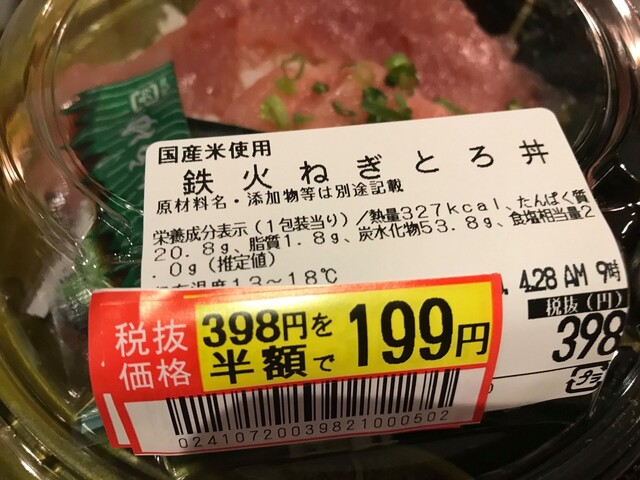 国産米使用
鉄火ねぎとろ丼
原材料名・添加物等は別途記載
栄養成分表示(1包装当り)/熱量327kcal、たんぱく質
20.8g、脂質1.8g、炭水化物53.8g、食塩相当量2
.0g(推定値)
温度13~18℃
4.28 AM 9時
税抜(円)
398
プラ
税抜
価格
398円を
半額で
199円
02410720039821000502